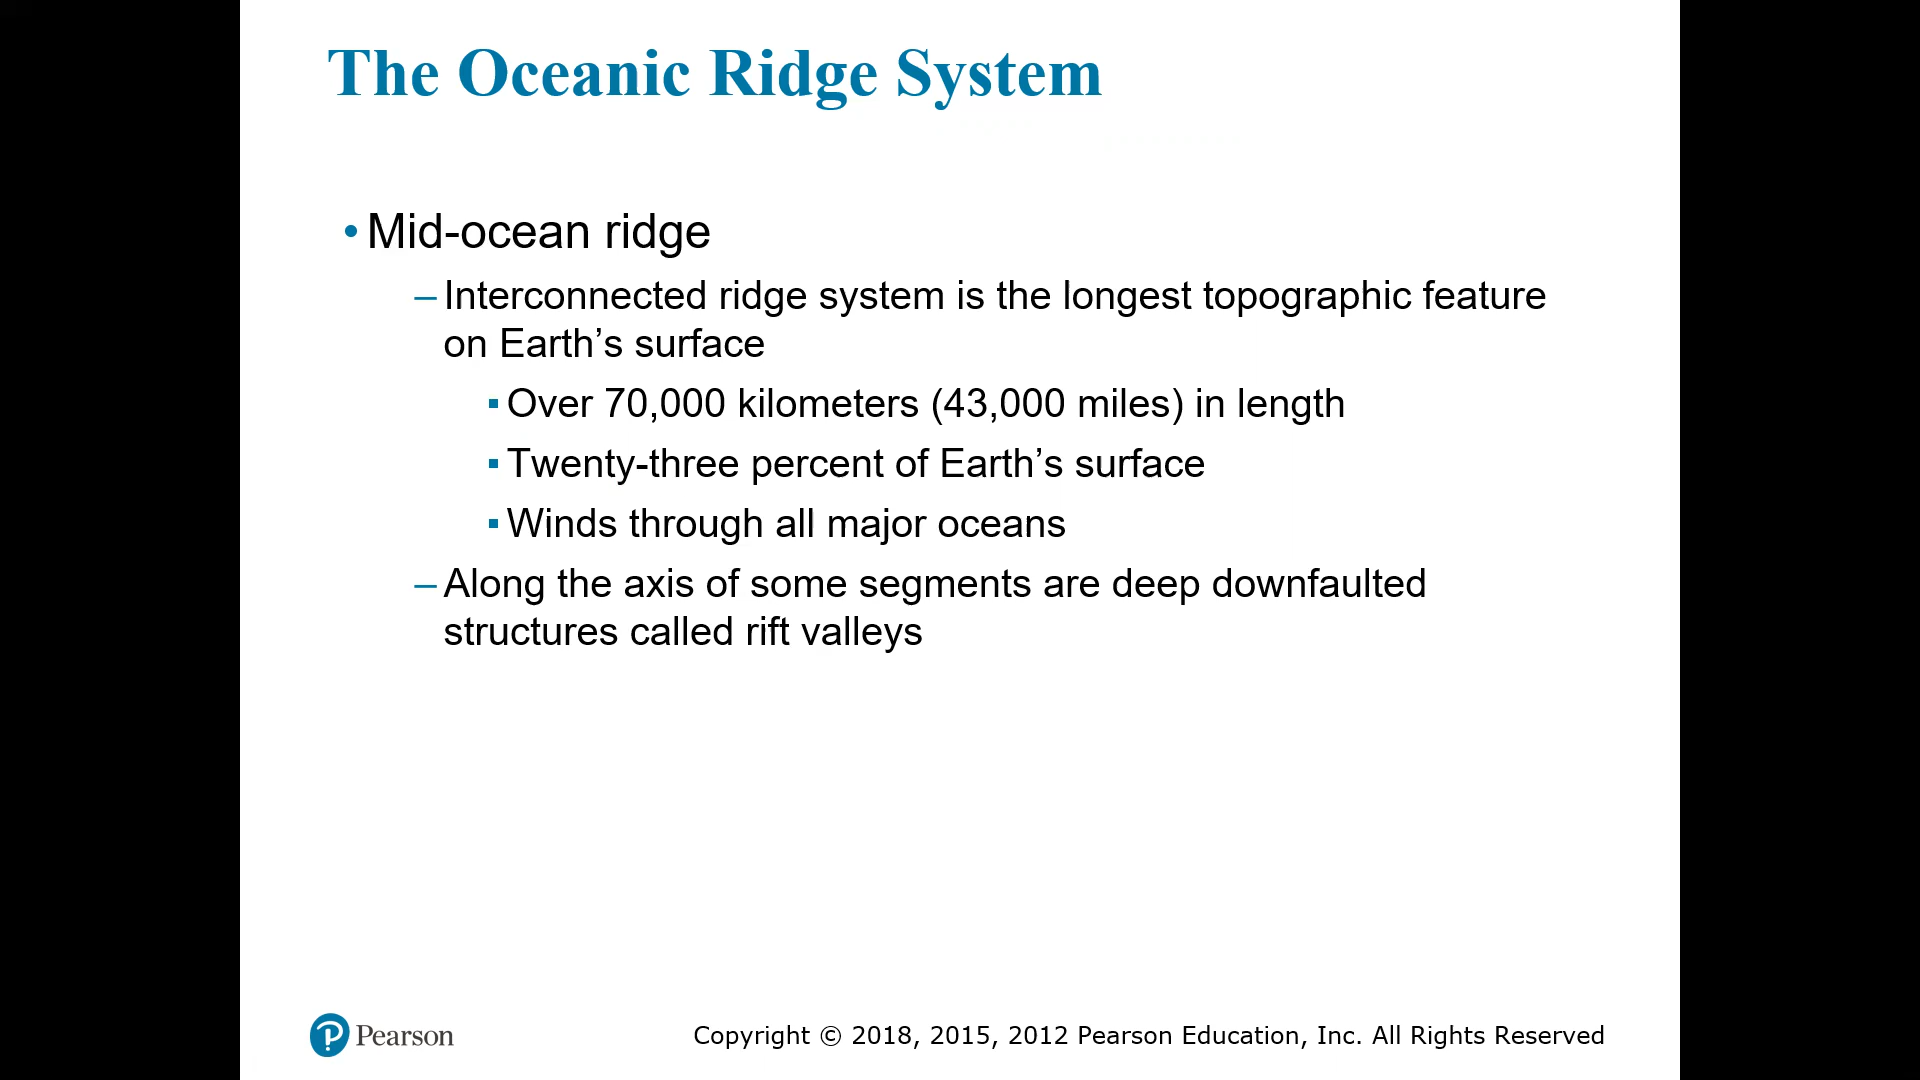 The Oceanic Ridge System
• Mid-ocean ridge
– Interconnected ridge system is the longest topographic feature
on Earth’s surface
▪ Over 70,000 kilometers (43,000 miles) in length
▪ Twenty-three percent of Earth’s surface
▪ Winds through all major oceans
– Along the axis of some segments are deep downfaulted
structures called rift valleys
Pearson
Copyright © 2018, 2015, 2012 Pearson Education, Inc. All Rights Reserved